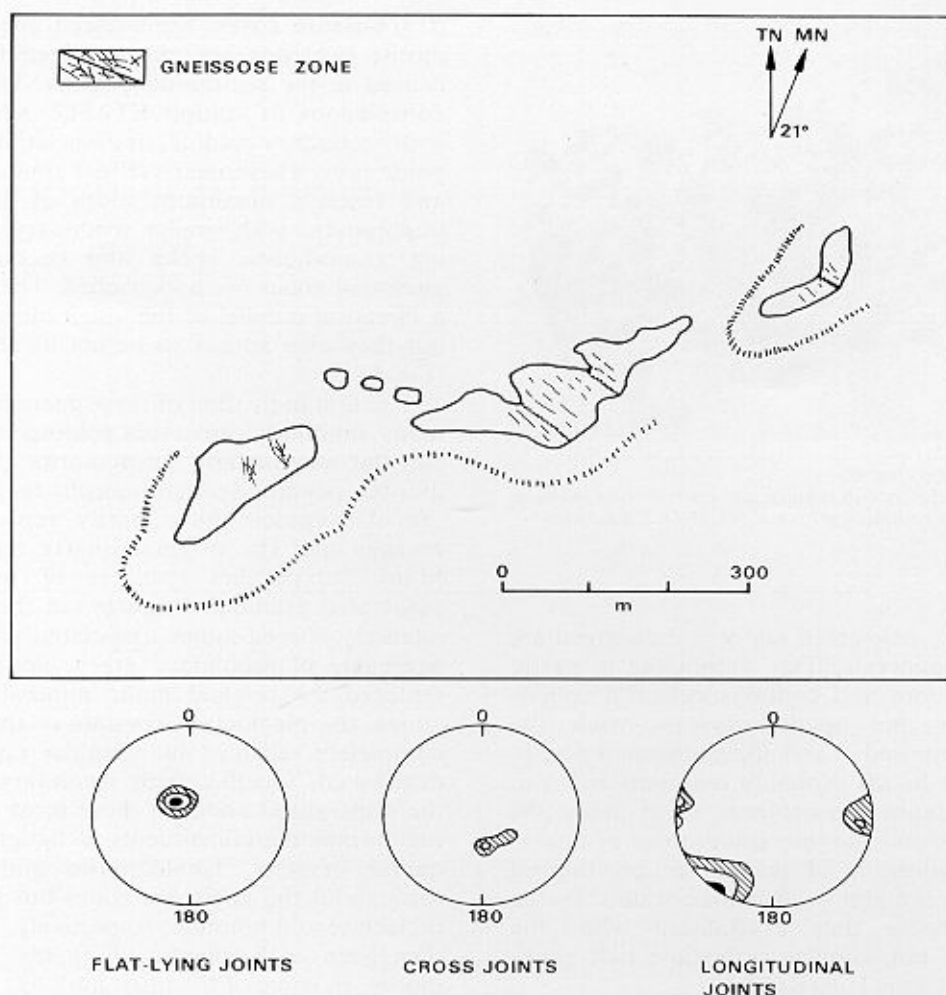 TN MN
GNEISSOSE ZONE
21°
0 300
m
0 0 0
180 180 180
FLAT-LYING JOINTS CROSS JOINTS LONGITUDINAL
JOINTS